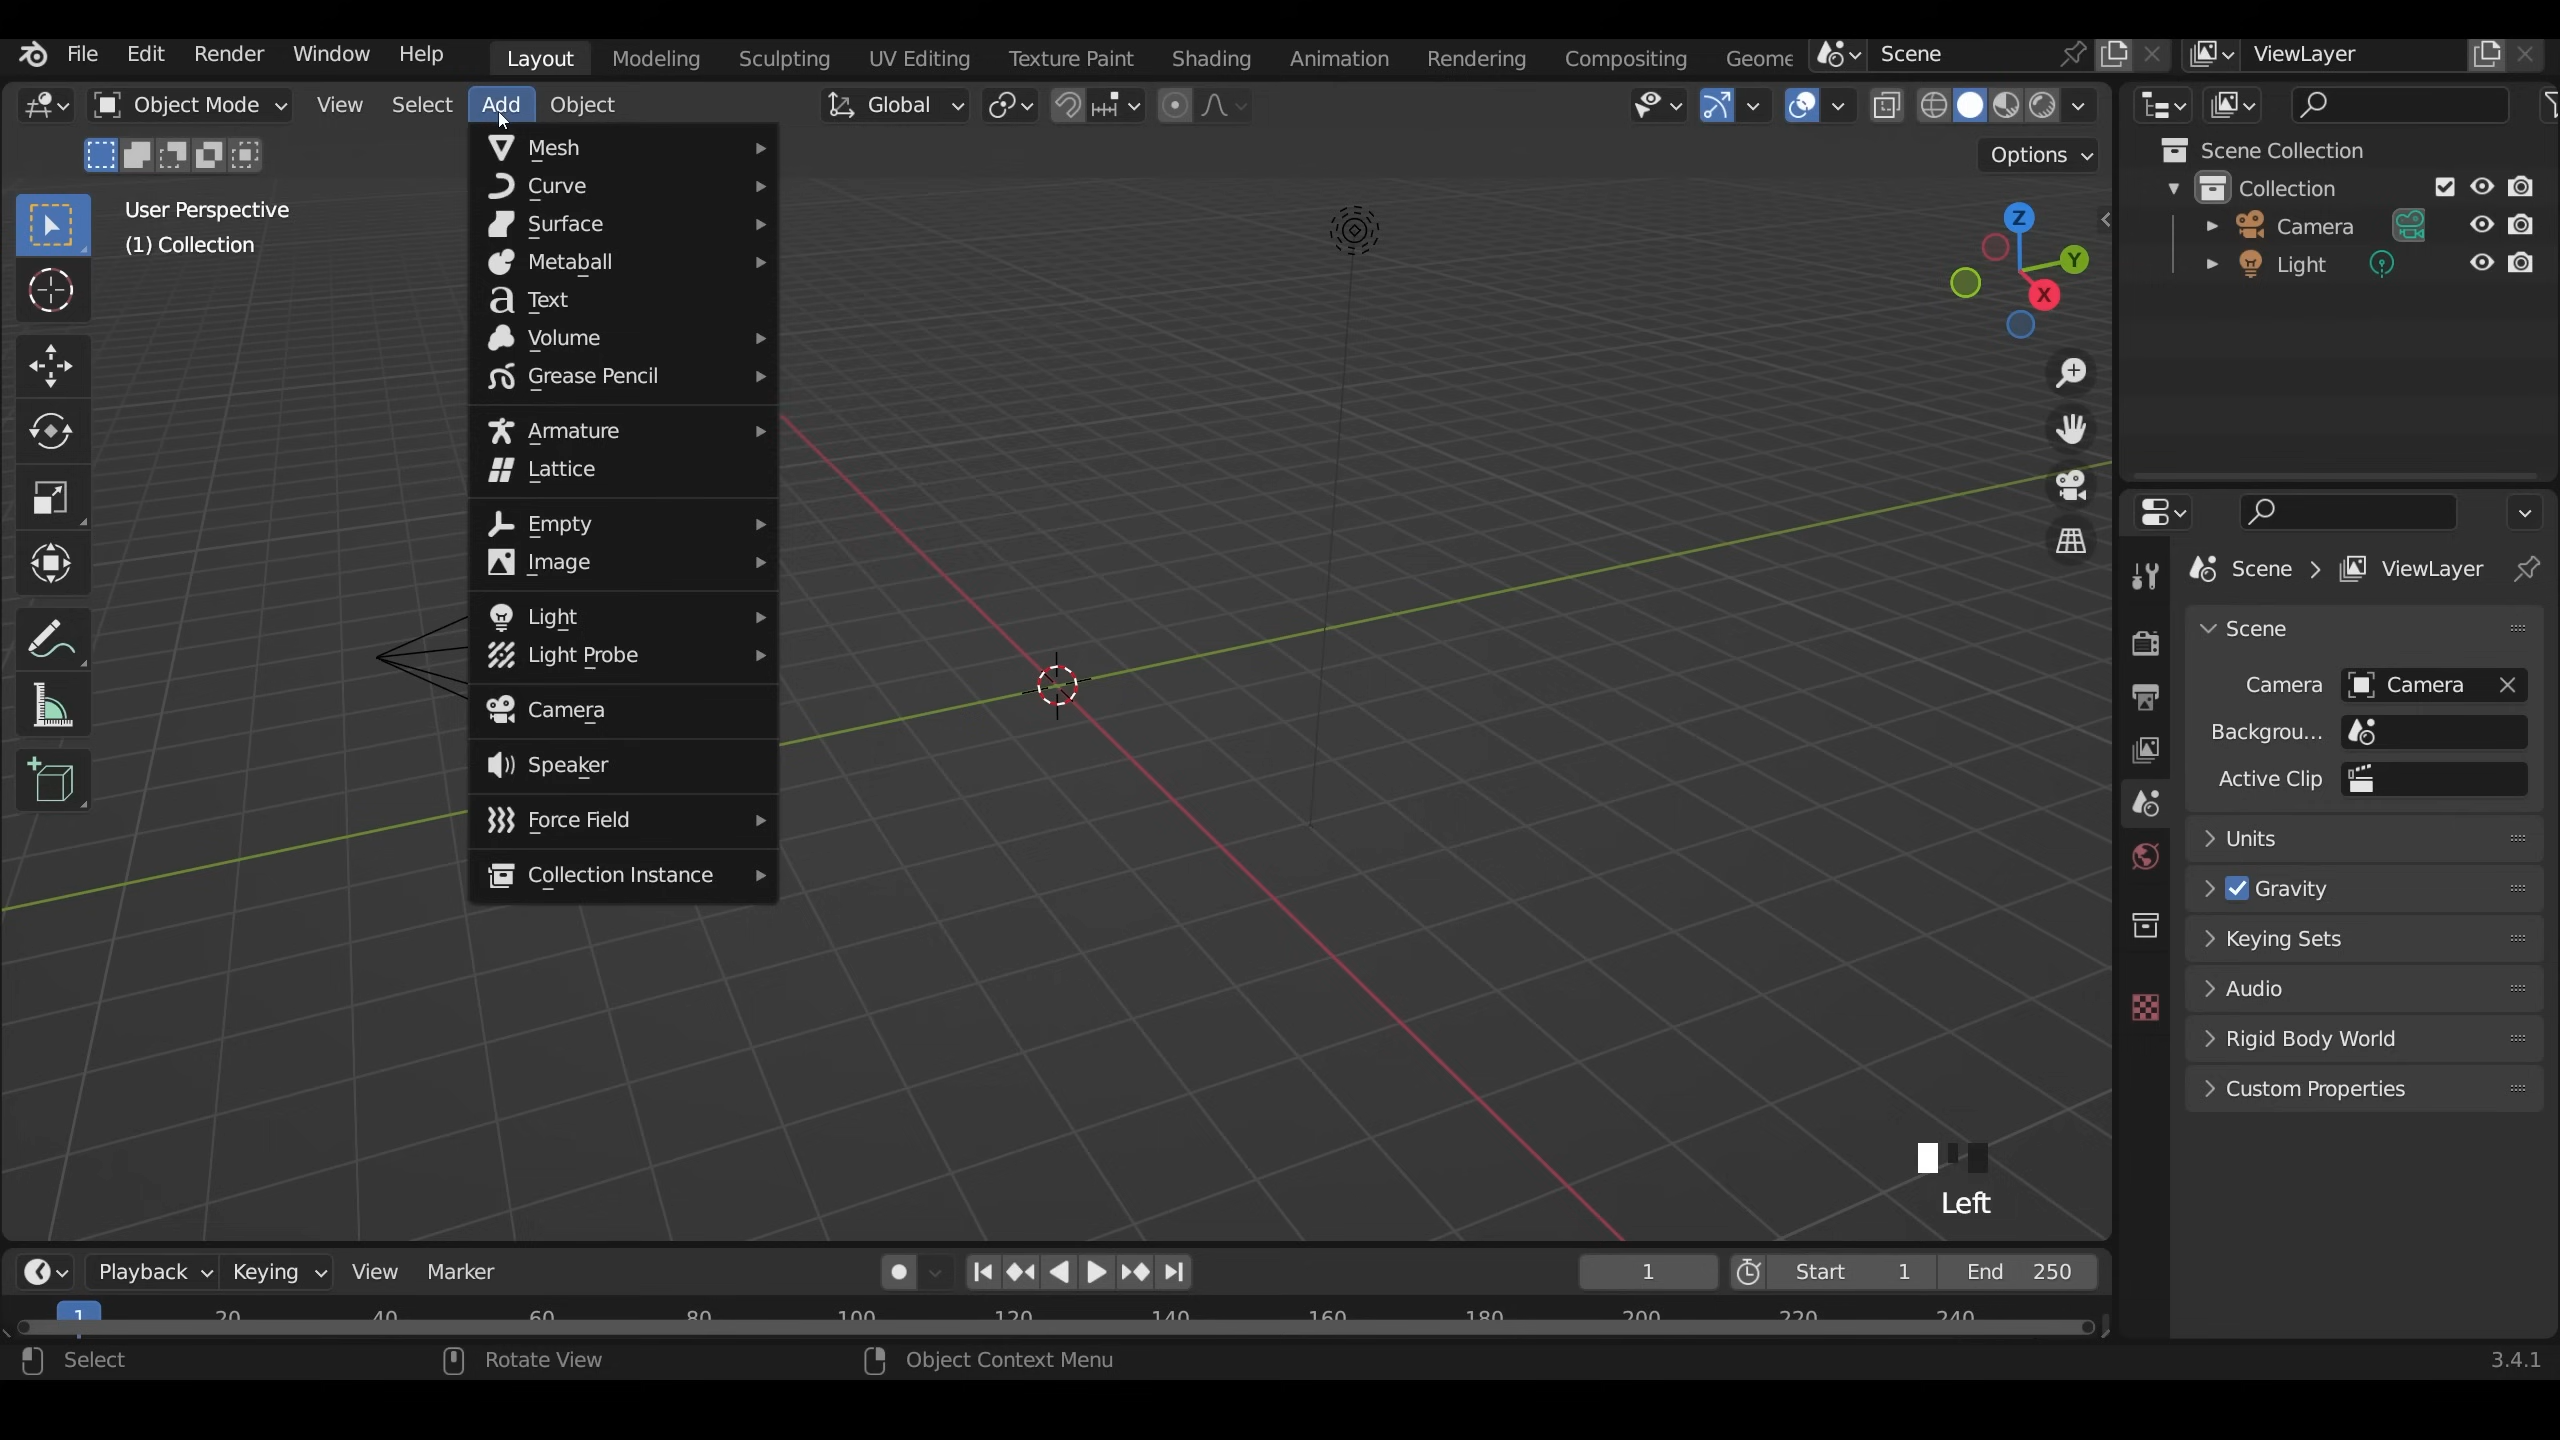 File Edit Render Window Help Layout Modeling Sculpting UV Editing Texture Paint Shading Animation Rendering Compositing Geome Scene ViewLayer
Object Mode View Select Add Object Global
Options
User Perspective
(1) Collection
Mesh
Curve
Surface
Metaball
Text
Volume
Grease Pencil
Armature
Lattice
Empty
Image
Light
Light Probe
Camera
Speaker
Force Field
Collection Instance
Z
Y
X
Left
Scene Collection
Collection
Camera
Light
Scene ViewLayer
Scene
Camera Camera
Backgrou...
Active Clip
Units
Gravity
Keying Sets
Audio
Rigid Body World
Custom Properties
Playback Keying View Marker 1 Start 1 End 250
1 20 40 60 80 100 120 140 160 180 200 220 240
Select Rotate View Object Context Menu 3.4.1